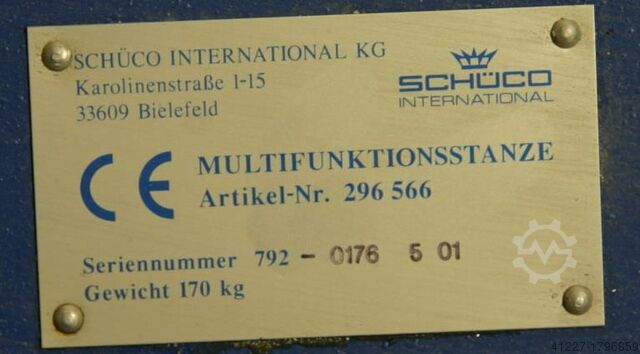 SCHÜCO INTERNATIONAL KG
Karolinenstraße 1-15
33609 Bielefeld
SCHÜCO
INTERNATIONAL
CE MULTIFUNKTIONSSTANZE
Artikel-Nr. 296 566
Seriennummer 792 - 0176 5 01
Gewicht 170 kg
41227-1796859